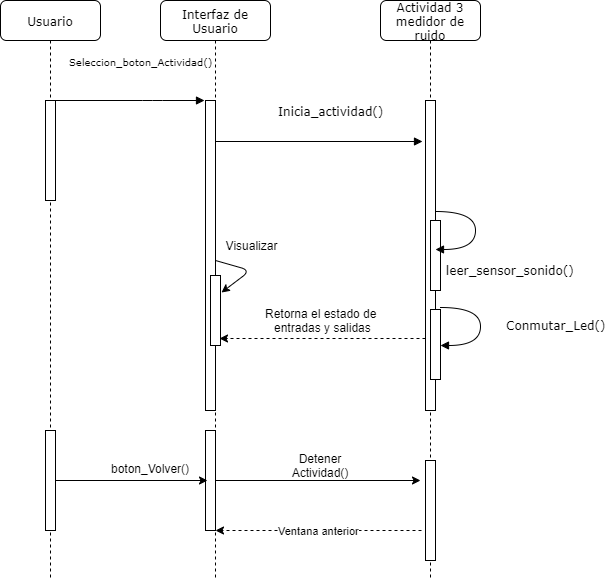 Usuario
Interfaz de
Usuario
Actividad 3
medidor de
ruido
Seleccion_boton_Actividad()
Inicia_actividad()
Visualizar
leer_sensor_sonido()
Retorna el estado de
entradas y salidas
Conmutar_Led()
boton_Volver()
Detener
Actividad()
Ventana anterior